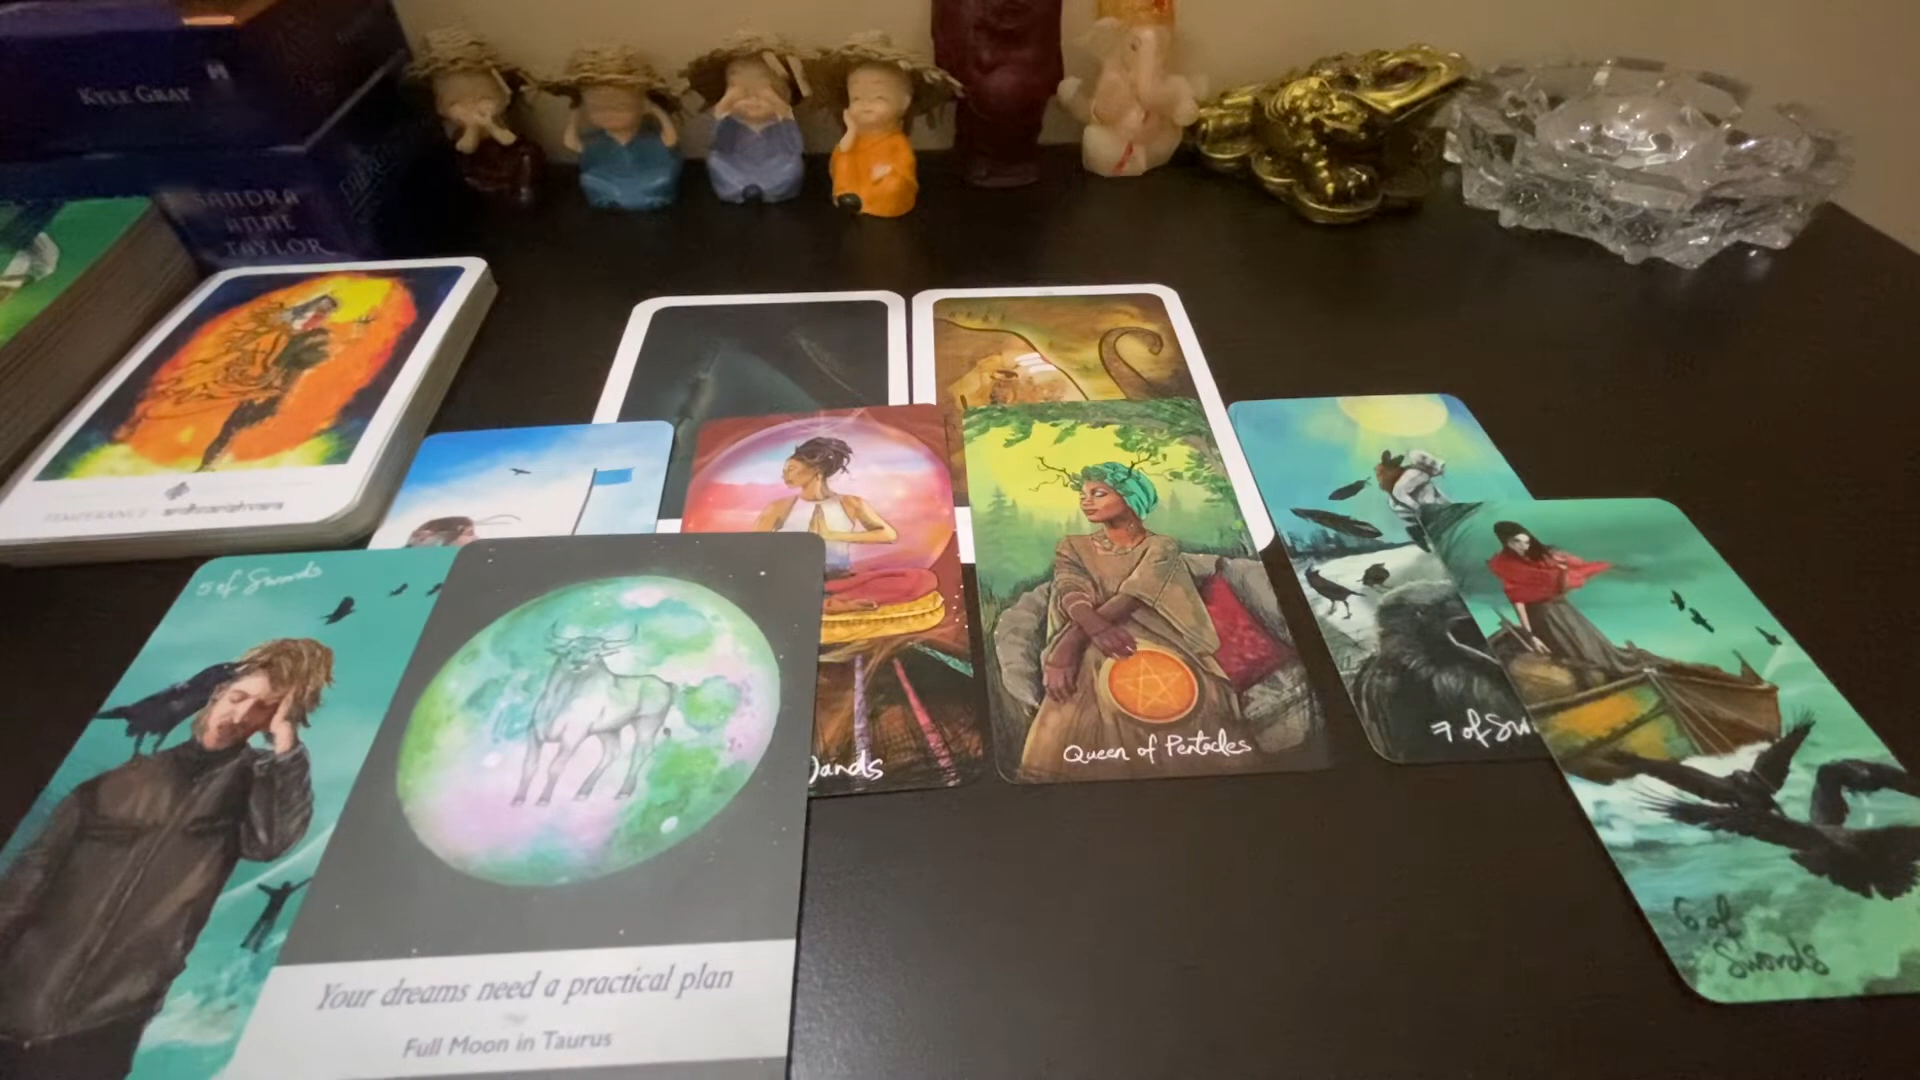 KYLE GRAY
SANDRA
ANNE
TAYLOR
TEMPERANCE
5 of Swords
Queen of Pentacles
7 of
6 of
Swords
Your dreams need a practical plan
Full Moon in Taurus